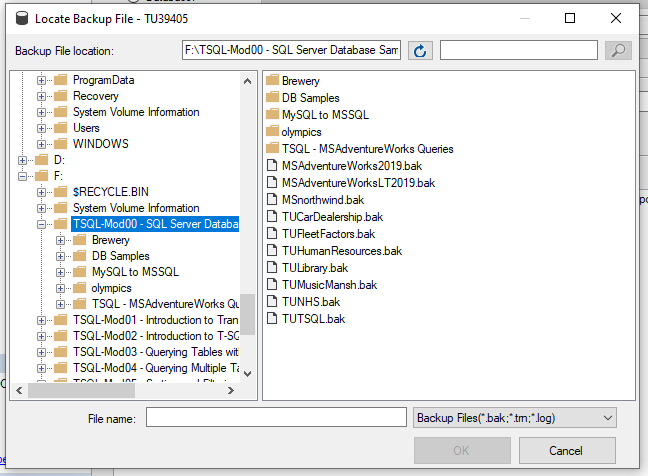 Locate Backup File - TU39405
Backup File location:
F:\TSQL-Mod00 - SQL Server Database Sam
ProgramData
Recovery
System Volume Information
Users
WINDOWS
D:
F:
$RECYCLE.BIN
System Volume Information
TSQL-Mod00 - SQL Server Databa
Brewery
DB Samples
MySQL to MSSQL
olympics
TSQL - MSAdventureWorks Qu
TSQL-Mod01 - Introduction to Tran
TSQL-Mod02 - Introduction to T-SQ
TSQL-Mod03 - Querying Tables with
TSQL-Mod04 - Querying Multiple Ta
Brewery
DB Samples
MySQL to MSSQL
olympics
TSQL - MSAdventureWorks Queries
MSAdventureWorks2019.bak
MSAdventureWorksLT2019.bak
MSnorthwind.bak
TUCarDealership.bak
TUFleetFactors.bak
TUHumanResources.bak
TULibrary.bak
TUMusicMansh.bak
TUNHS.bak
TUTSQL.bak
File name:
Backup Files(*.bak;*.trn;*.log)
OK
Cancel